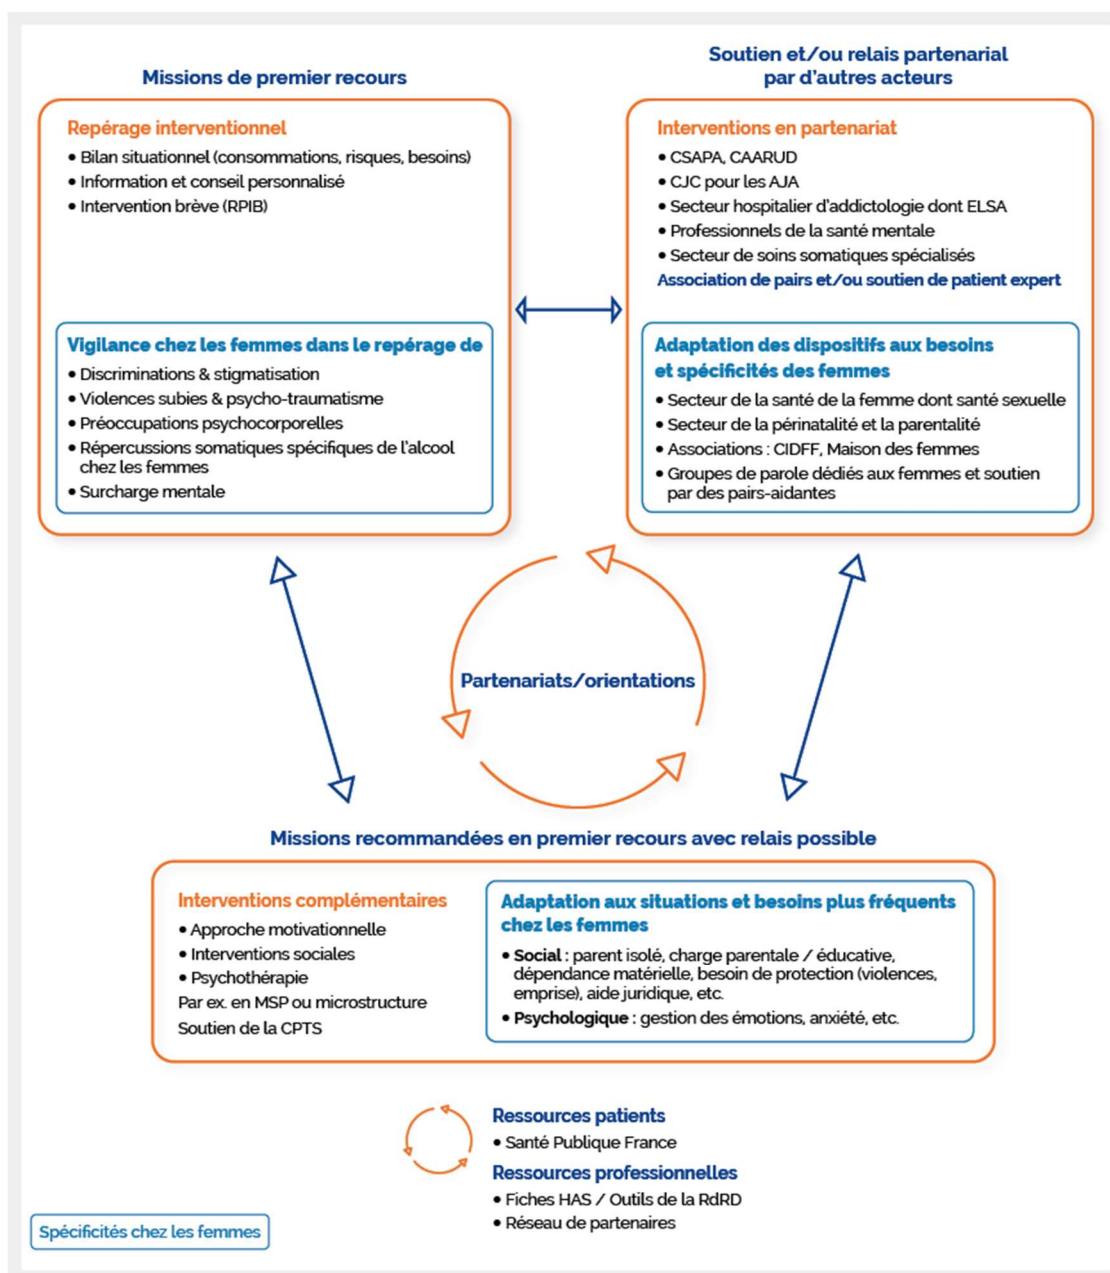 Missions de premier recours
Repérage interventionnel
• Bilan situationnel (consommations, risques, besoins)
• Information et conseil personnalisé
• Intervention brève (RPIB)
Vigilance chez les femmes dans le repérage de
• Discriminations & stigmatisation
• Violences subies & psycho-traumatisme
• Préoccupations psychocorporelles
• Répercussions somatiques spécifiques de l'alcool
chez les femmes
• Surcharge mentale
Soutien et/ou relais partenarial
par d'autres acteurs
Interventions en partenariat
• CSAPA, CAARUD
• CJC pour les AJA
• Secteur hospitalier d'addictologie dont ELSA
• Professionnels de la santé mentale
• Secteur de soins somatiques spécialisés
Association de pairs et/ou soutien de patient expert
Adaptation des dispositifs aux besoins
et spécificités des femmes
• Secteur de la santé de la femme dont santé sexuelle
• Secteur de la périnatalité et la parentalité
• Associations : CIDFF, Maison des femmes
• Groupes de parole dédiés aux femmes et soutien
par des pairs-aidantes
Partenariats/orientations
Missions recommandées en premier recours avec relais possible
Interventions complémentaires
• Approche motivationnelle
• Interventions sociales
• Psychothérapie
Par ex. en MSP ou microstructure
Soutien de la CPTS
Adaptation aux situations et besoins plus fréquents
chez les femmes
• Social : parent isolé, charge parentale / éducative,
dépendance matérielle, besoin de protection (violences,
emprise), aide juridique, etc.
• Psychologique : gestion des émotions, anxiété, etc.
Ressources patients
• Santé Publique France
Ressources professionnelles
• Fiches HAS / Outils de la RdRD
• Réseau de partenaires
Spécificités chez les femmes